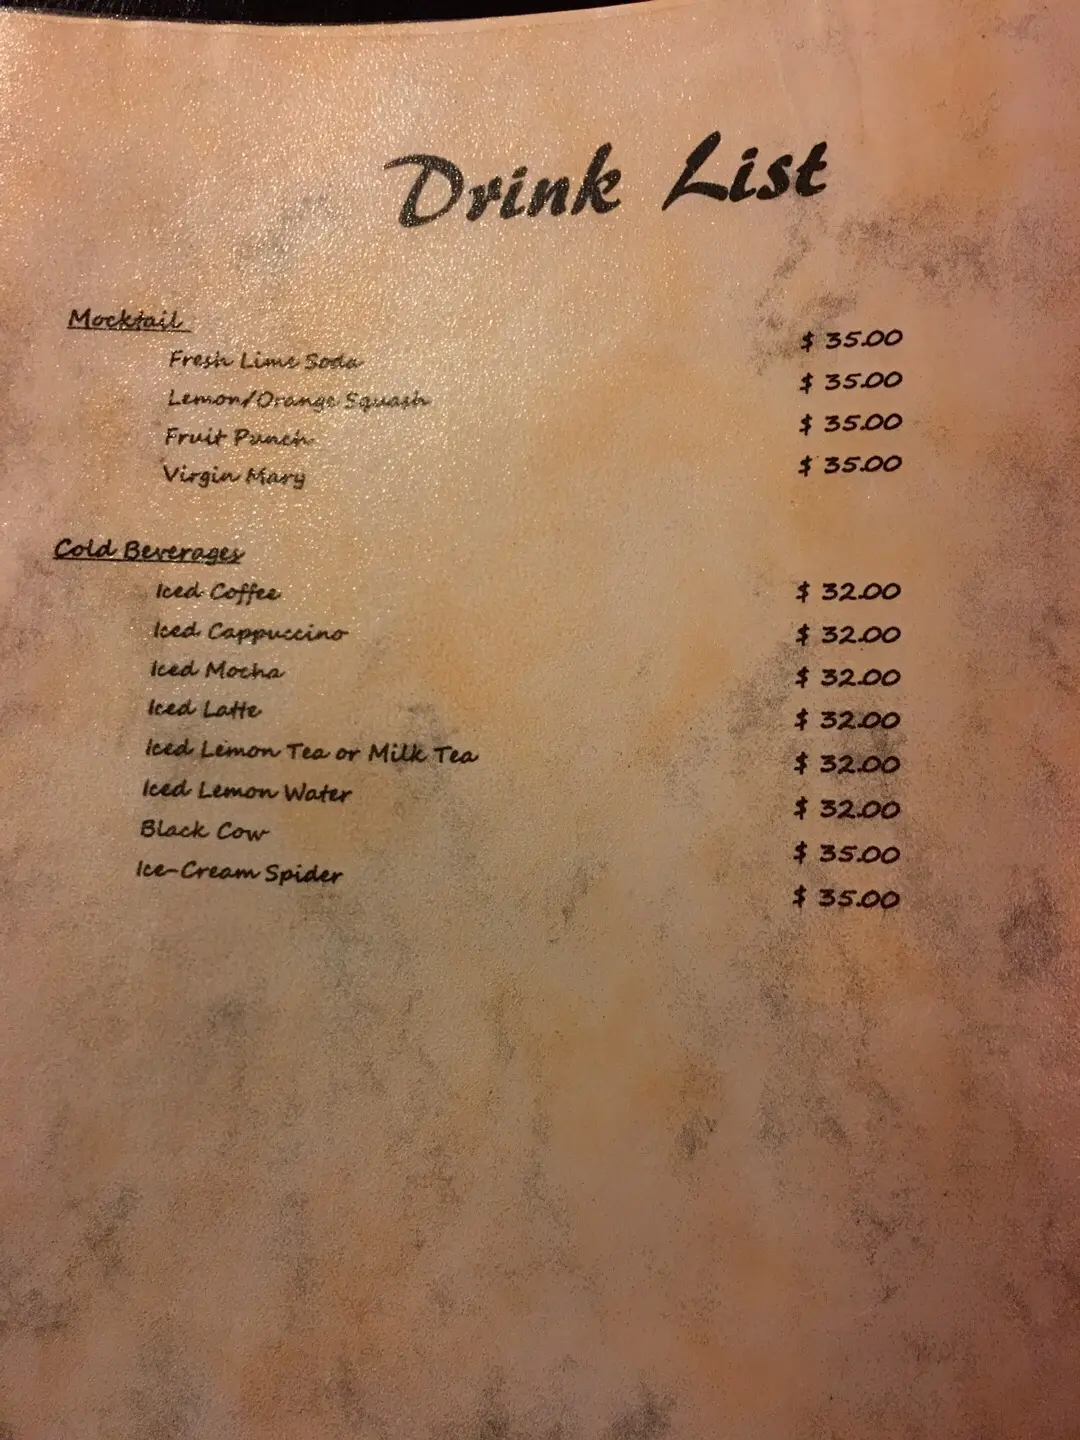 Drink List
Mocktail
Fresh Lime Soda $ 35.00
Lemon/Orange Squash $ 35.00
Fruit Punch $ 35.00
Virgin Mary $ 35.00
Cold Beverages
Iced Coffee $ 32.00
Iced Cappuccino $ 32.00
Iced Mocha $ 32.00
Iced Latte $ 32.00
Iced Lemon Tea or Milk Tea $ 32.00
Iced Lemon Water $ 32.00
Black Cow $ 35.00
Ice-Cream Spider $ 35.00